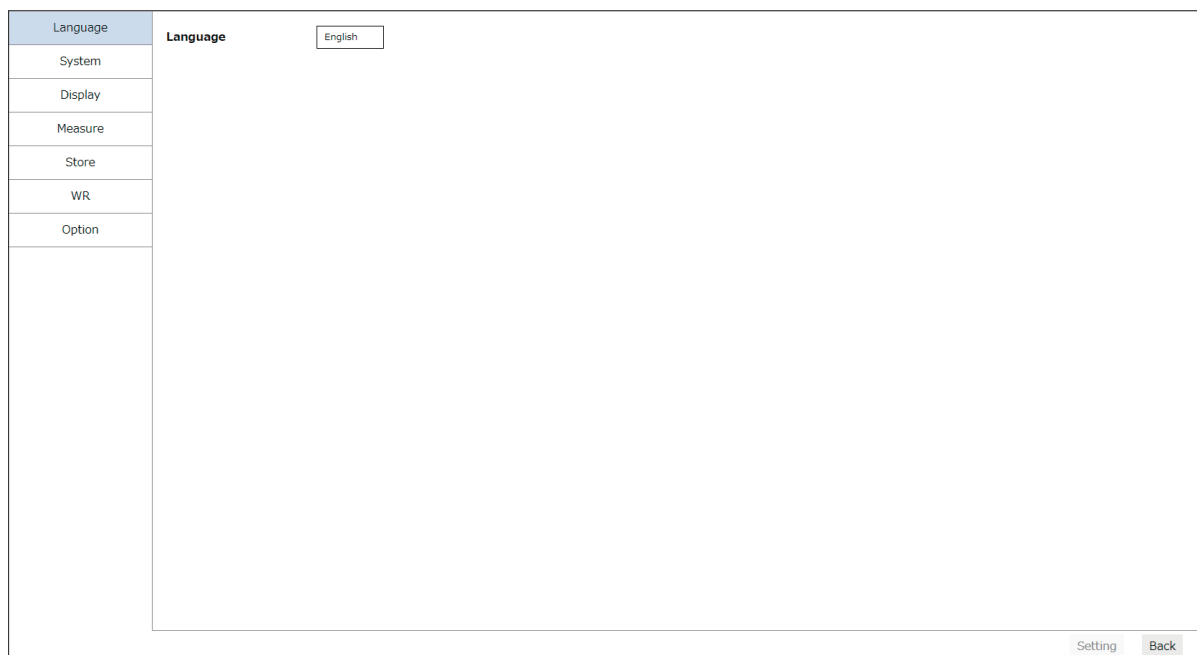 Language
System
Display
Measure
Store
WR
Option
Language English
Setting Back